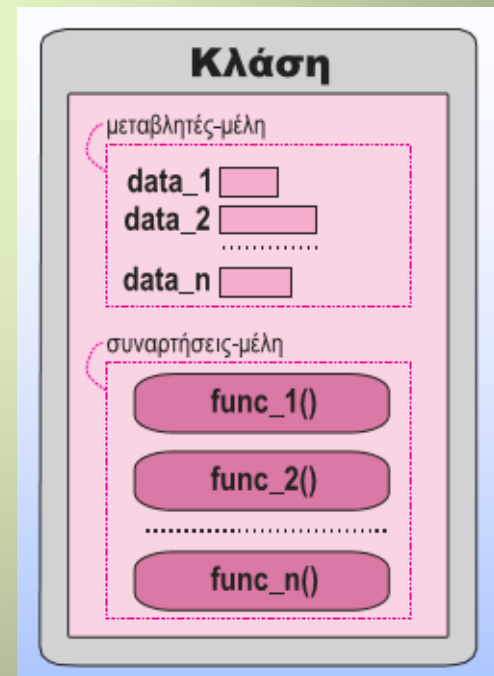 Κλάση
μεταβλητές-μέλη
data_1
data_2
data_n
συναρτήσεις-μέλη
func_1()
func_2()
func_n()